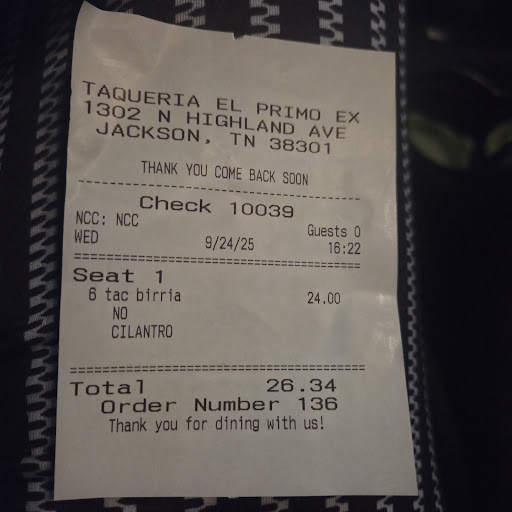 TAQUERIA EL PRIMO EX
1302 N HIGHLAND AVE
JACKSON, TN 38301
THANK YOU COME BACK SOON
Check 10039
NCC: NCC Guests 0
WED 9/24/25 16:22
Seat 1
6 tac birria 24.00
NO
CILANTRO
Total 26.34
Order Number 136
Thank you for dining with us!